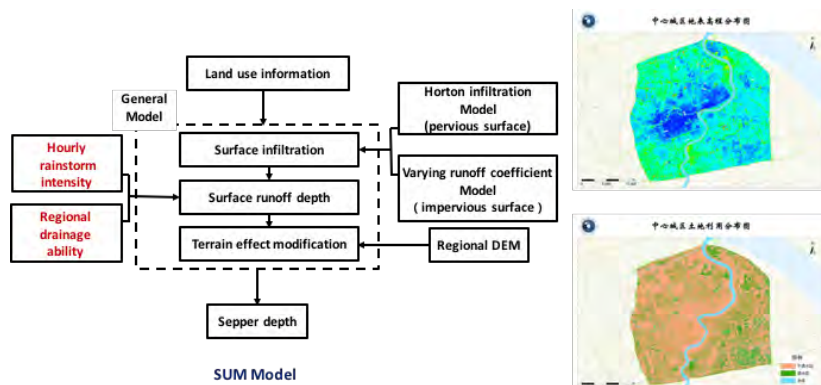 Land use information
General
Model
Horton infiltration
Model
(pervious surface)
Surface infiltration
Hourly
rainstorm
intensity
Varying runoff coefficient
Model
( impervious surface )
Surface runoff depth
Regional
drainage
ability
Terrain effect modification
Regional DEM
Sepper depth
SUM Model
中心城区地表高程分布图
中心城区土地利用分布图